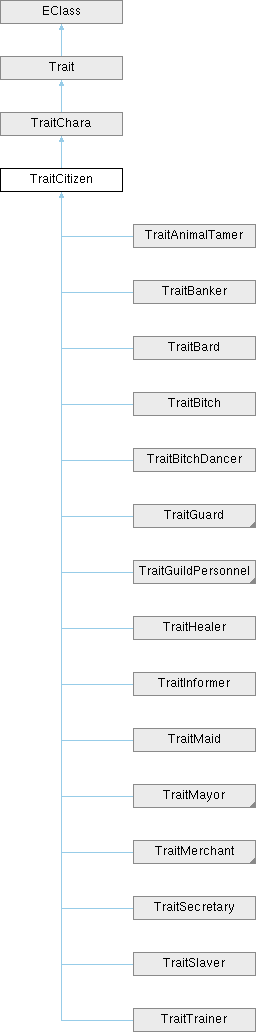 EClass
Trait
TraitChara
TraitCitizen
TraitAnimalTamer
TraitBanker
TraitBard
TraitBitch
TraitBitchDancer
TraitGuard
TraitGuildPersonnel
TraitHealer
TraitInformer
TraitMaid
TraitMayor
TraitMerchant
TraitSecretary
TraitSlaver
TraitTrainer